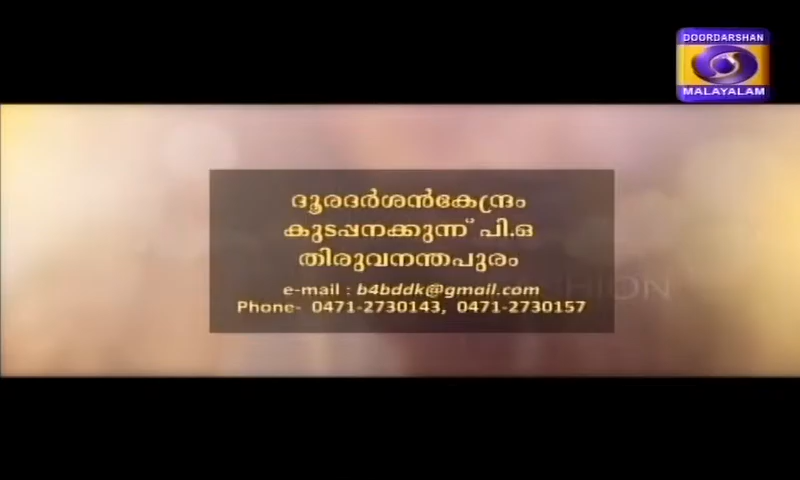 DOORDARSHAN
MALAYALAM
ദൂരദർശൻകേന്ദ്രം
കുടപ്പനക്കുന്ന് പി.ഒ
തിരുവനന്തപുരം
e-mail : b4bddk@gmail.com
Phone- 0471-2730143, 0471-2730157